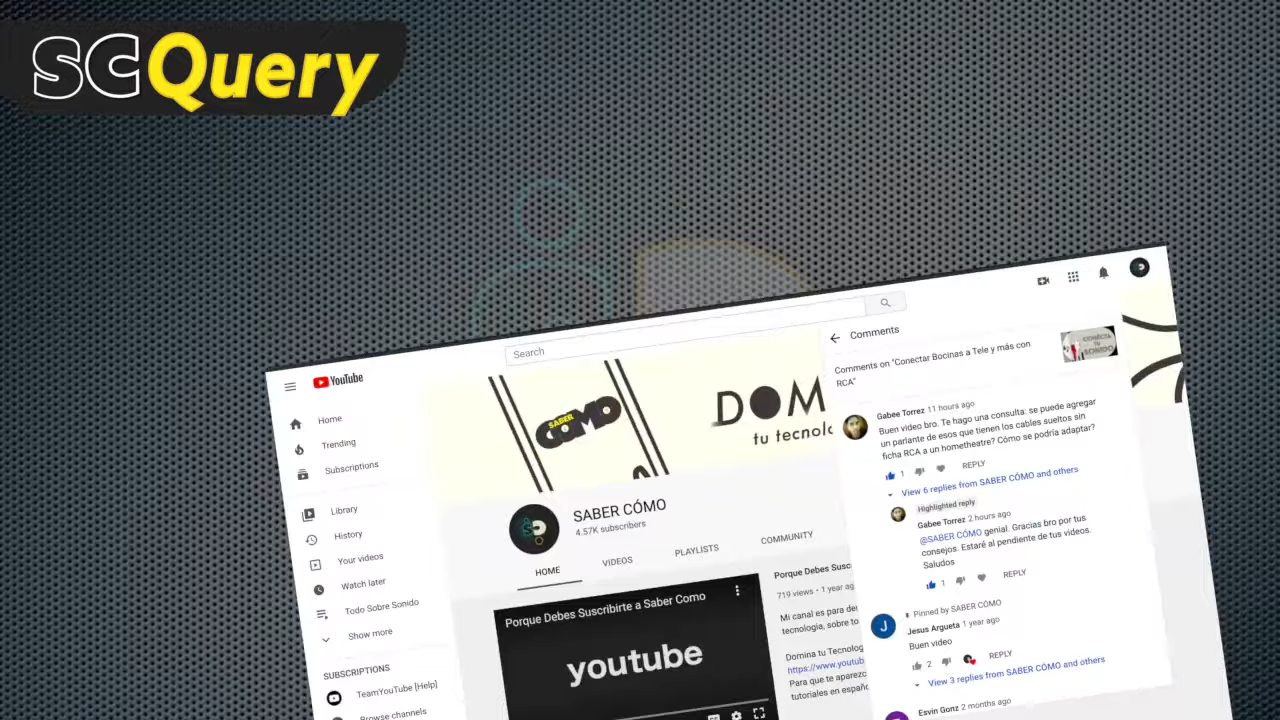 SCQuery
YouTube
Search
Home
Trending
Subscriptions
Library
History
Your videos
Watch later
Todo Sobre Sonido
Show more
SUBSCRIPTIONS
TeamYouTube [Help]
Browse channels
SABER CÓMO
DOM
tu tecnolo
SABER CÓMO
4.57K subscribers
HOME
VIDEOS
PLAYLISTS
COMMUNITY
Porque Debes Suscribirte a Saber Como
youtube
Porque Debes Susc
719 views • 1 year ag
Mi canal es para de
tecnología, sobre to
Domina tu Tecnolog
https://www.youtub
Para que te aparezc
tutoriales en españo
Comments
Comments on "Conectar Bocinas a Tele y más con
RCA"
CONECTA
TU
SONIDO
Gabee Torrez 11 hours ago
Buen video bro. Te hago una consulta: se puede agregar
un parlante de esos que tienen los cables sueltos sin
ficha RCA a un hometheatre? Cómo se podría adaptar?
1 REPLY
View 6 replies from SABER CÓMO and others
Highlighted reply
Gabee Torrez 2 hours ago
@SABER CÓMO genial. Gracias bro por tus
consejos. Estaré al pendiente de tus videos.
Saludos
1 REPLY
Pinned by SABER CÓMO
J
Jesus Argueta 1 year ago
Buen video
2 REPLY
View 3 replies from SABER CÓMO and others
Esvin Gonz 2 months ago